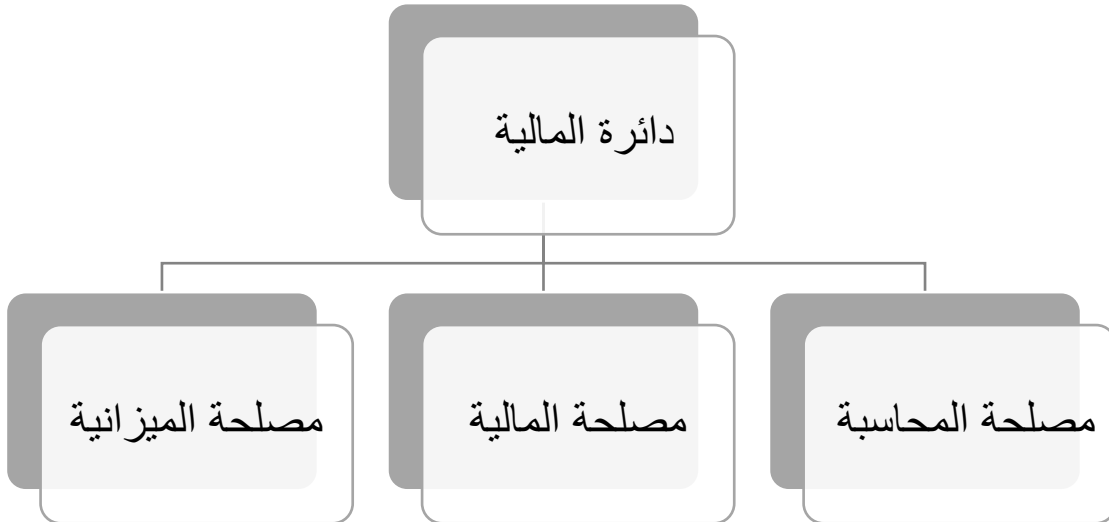 دائرة المالية
مصلحة المحاسبة
مصلحة المالية
مصلحة الميزانية